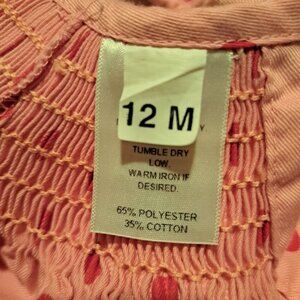 12 M
Y
TUMBLE DRY
LOW.
WARM IRON IF
DESIRED.
65% POLYESTER
35% COTTON